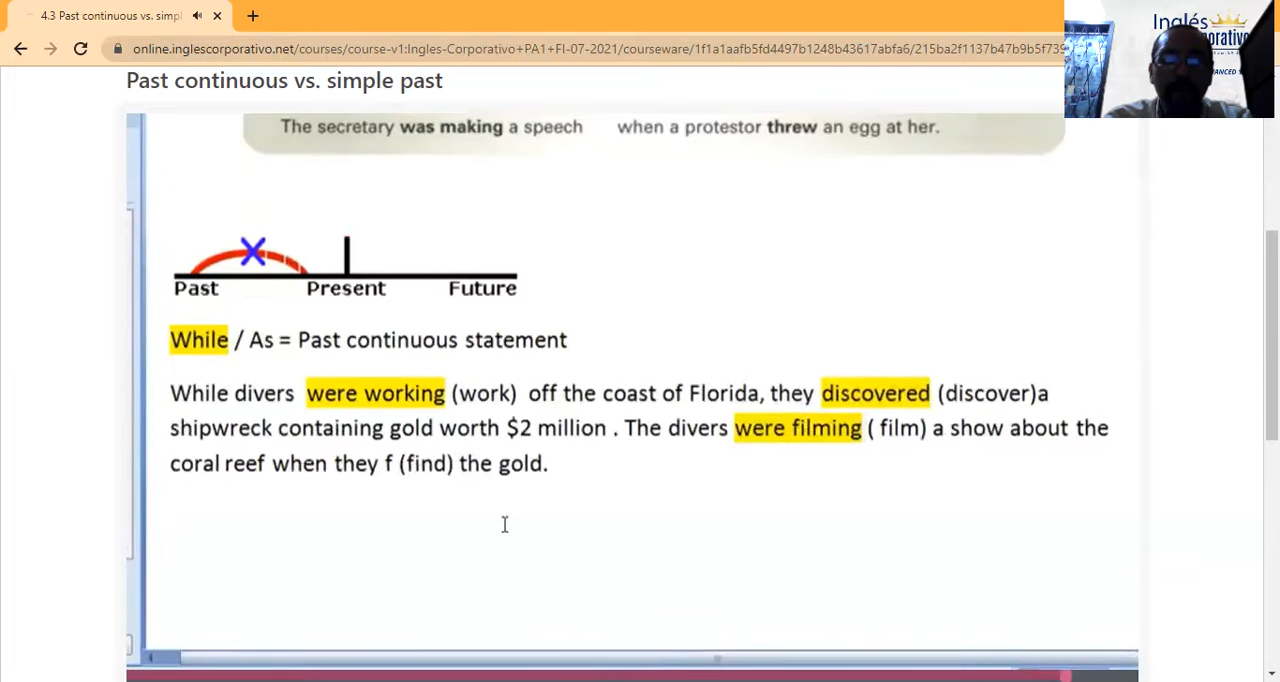 4.3 Past continuous vs. simpl
online.inglescorporativo.net/courses/course-v1:Ingles-Corporativo+PA1+FI-07-2021/courseware/1f1a1aafb5fd4497b1248b43617abfa6/215ba2f1137b47b9b5f739
Inglés
orporativo
Past continuous vs. simple past
The secretary was making a speech when a protestor threw an egg at her.
Past Present Future
While / As = Past continuous statement
While divers were working (work) off the coast of Florida, they discovered (discover)a
shipwreck containing gold worth $2 million . The divers were filming ( film) a show about the
coral reef when they f (find) the gold.